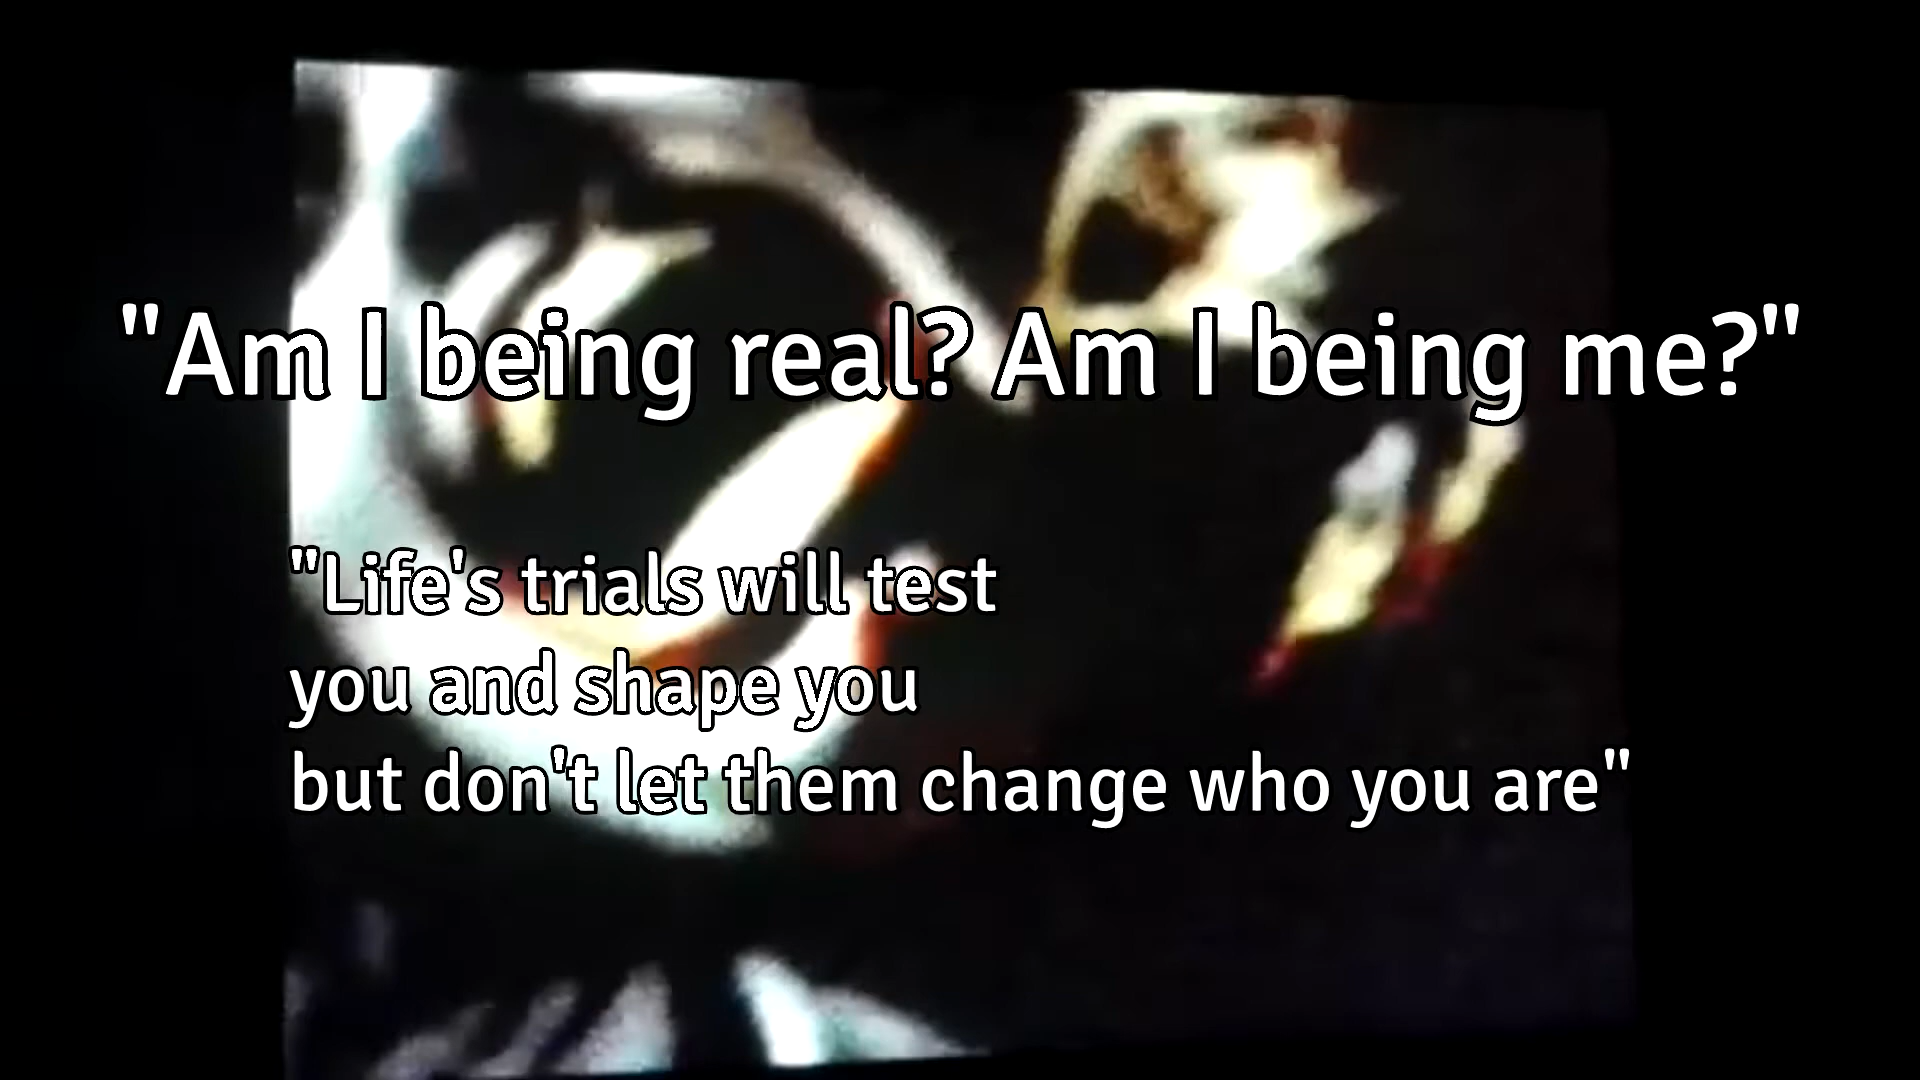 "Am I being real? Am I being me?"
"Life's trials will test
you and shape you
but don't let them change who you are"